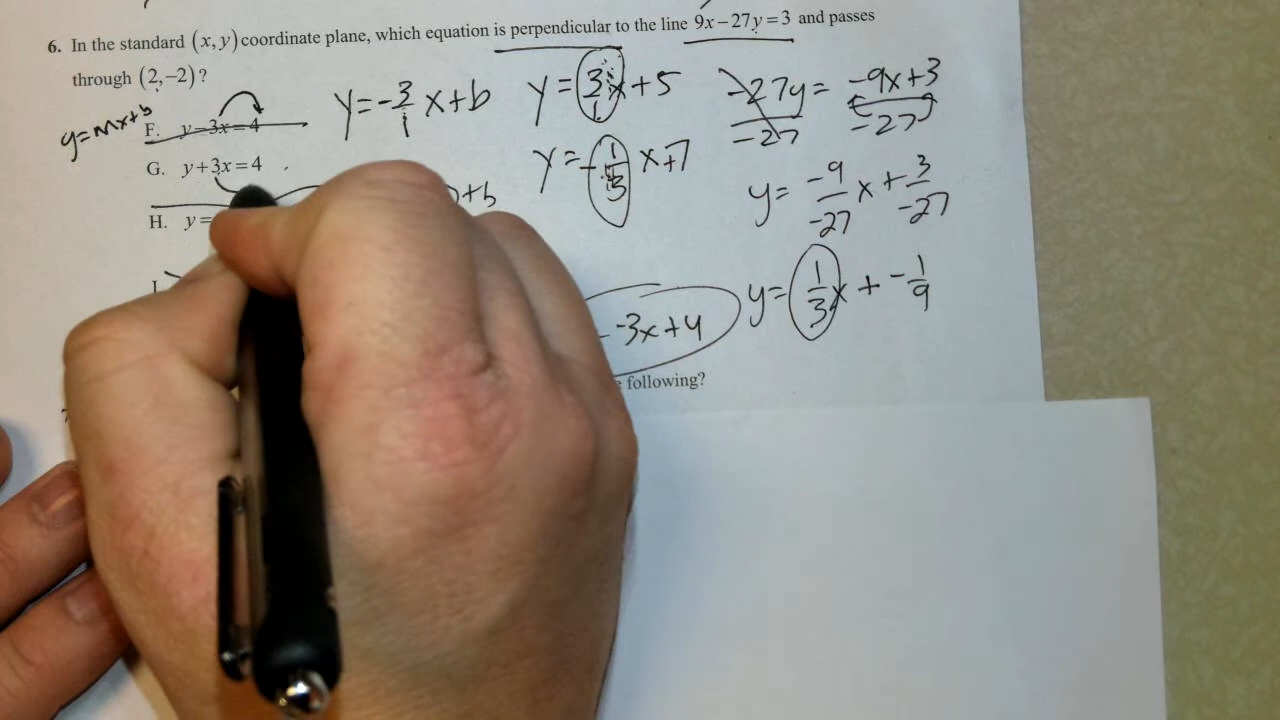 6. In the standard (x, y) coordinate plane, which equation is perpendicular to the line 9x − 27y = 3 and passes
through (2, −2) ?
y=mx+b
F. y−3x=4
G. y+3x=4
H. y=
y=-3/1 x+b
+b
y=3/1 x+5
y=-1/3 x+7
-27y = -9x+3
-27 -27
y= -9/-27 x + 3/-27
y= 1/3 x + -1/9
-3x+4
following?